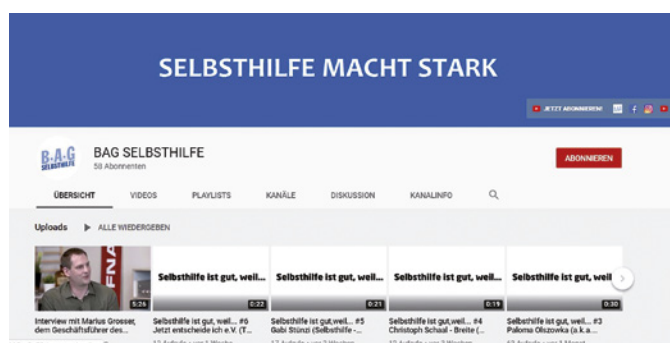 SELBSTHILFE MACHT STARK
JETZT ABONNIEREN!
B·A·G
SELBSTHILFE
BAG SELBSTHILFE
58 Abonnenten
ABONNIEREN
ÜBERSICHT VIDEOS PLAYLISTS KANÄLE DISKUSSION KANALINFO
Uploads ALLE WIEDERGEBEN
Selbsthilfe ist gut, weil... Selbsthilfe ist gut, weil... Selbsthilfe ist gut, weil... Selbsthilfe ist gut, weil
5:26 0:22 0:21 0:19 0:30
Interview mit Marius Grosser, Selbsthilfe ist gut,weil... #6 Selbsthilfe ist gut,weil... #5 Selbsthilfe ist gut,weil... #4 Selbsthilfe ist gut,weil... #3
dem Geschäftsführer des... Jetzt entscheide ich e.V. (T... Gabi Stünzi (Selbsthilfe -... Christoph Schaal - Breite (... Paloma Olszowka (a.k.a....